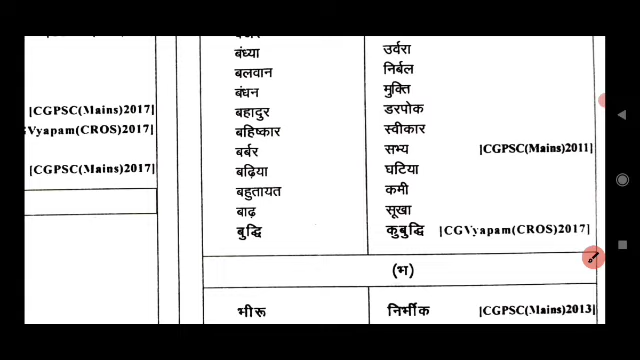 |CGPSC(Mains)2017]
Vyapam(CROS)2017]
|CGPSC(Mains)2017]
बंध्या उर्वरा
बलवान निर्बल
बंधन मुक्ति
बहादुर डरपोक
बहिष्कार स्वीकार
बर्बर सभ्य |CGPSC(Mains)2011]
बढ़िया घटिया
बहुतायत कमी
बाढ़ सूखा
बुद्धि कुबुद्धि |CGVyapam(CROS)2017]
(भ)
भीरू निर्भीक |CGPSC(Mains)2013]